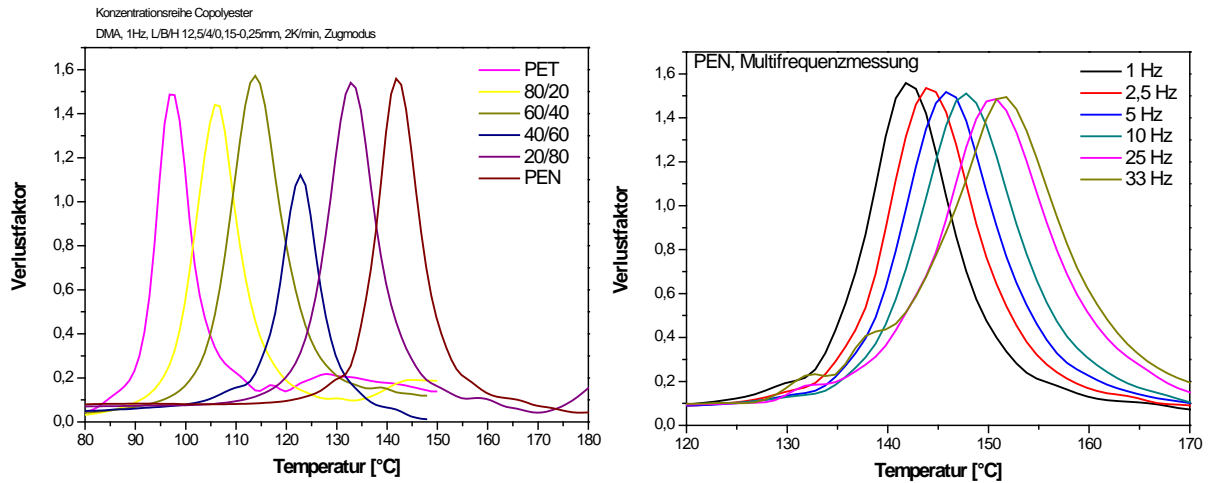 Konzentrationsreihe Copolyester
DMA, 1Hz, L/B/H 12,5/4/0,15-0,25mm, 2K/min, Zugmodus
PET
80/20
60/40
40/60
20/80
PEN
1,6
1,4
1,2
1,0
0,8
0,6
0,4
0,2
0,0
Verlustfaktor
80 90 100 110 120 130 140 150 160 170 180
Temperatur [°C]
PEN, Multifrequenzmessung
1 Hz
2,5 Hz
5 Hz
10 Hz
25 Hz
33 Hz
1,6
1,4
1,2
1,0
0,8
0,6
0,4
0,2
0,0
Verlustfaktor
120 130 140 150 160 170
Temperatur [°C]